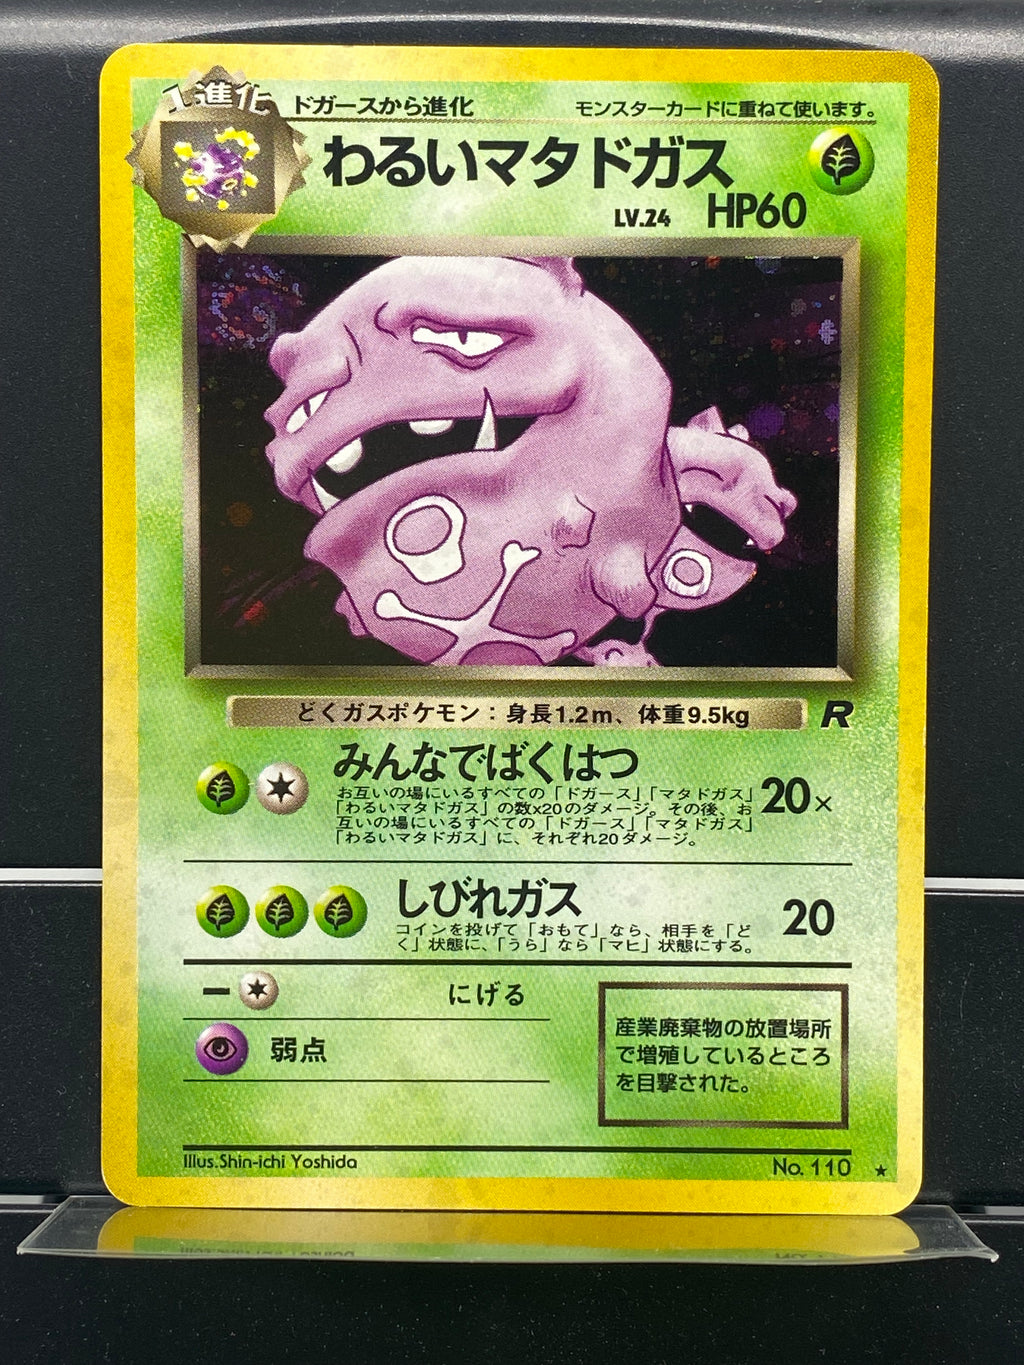 1進化
ドガースから進化
モンスターカードに重ねて使います。
わるいマタドガス
LV.24 HP60
どくガスポケモン：身長1.2m、体重9.5kg
R
みんなでばくはつ
お互いの場にいるすべての「ドガース」「マタドガス」
「わるいマタドガス」の数x20のダメージ。その後、お
互いの場にいるすべての「ドガース」「マタドガス」
「わるいマタドガス」に、それぞれ20ダメージ。
20×
しびれガス
コインを投げて「おもて」なら、相手を「ど
く」状態に、「うら」なら「マヒ」状態にする。
20
ー
にげる
弱点
産業廃棄物の放置場所
で増殖しているところ
を目撃された。
Illus.Shin-ichi Yoshida
No. 110 ★